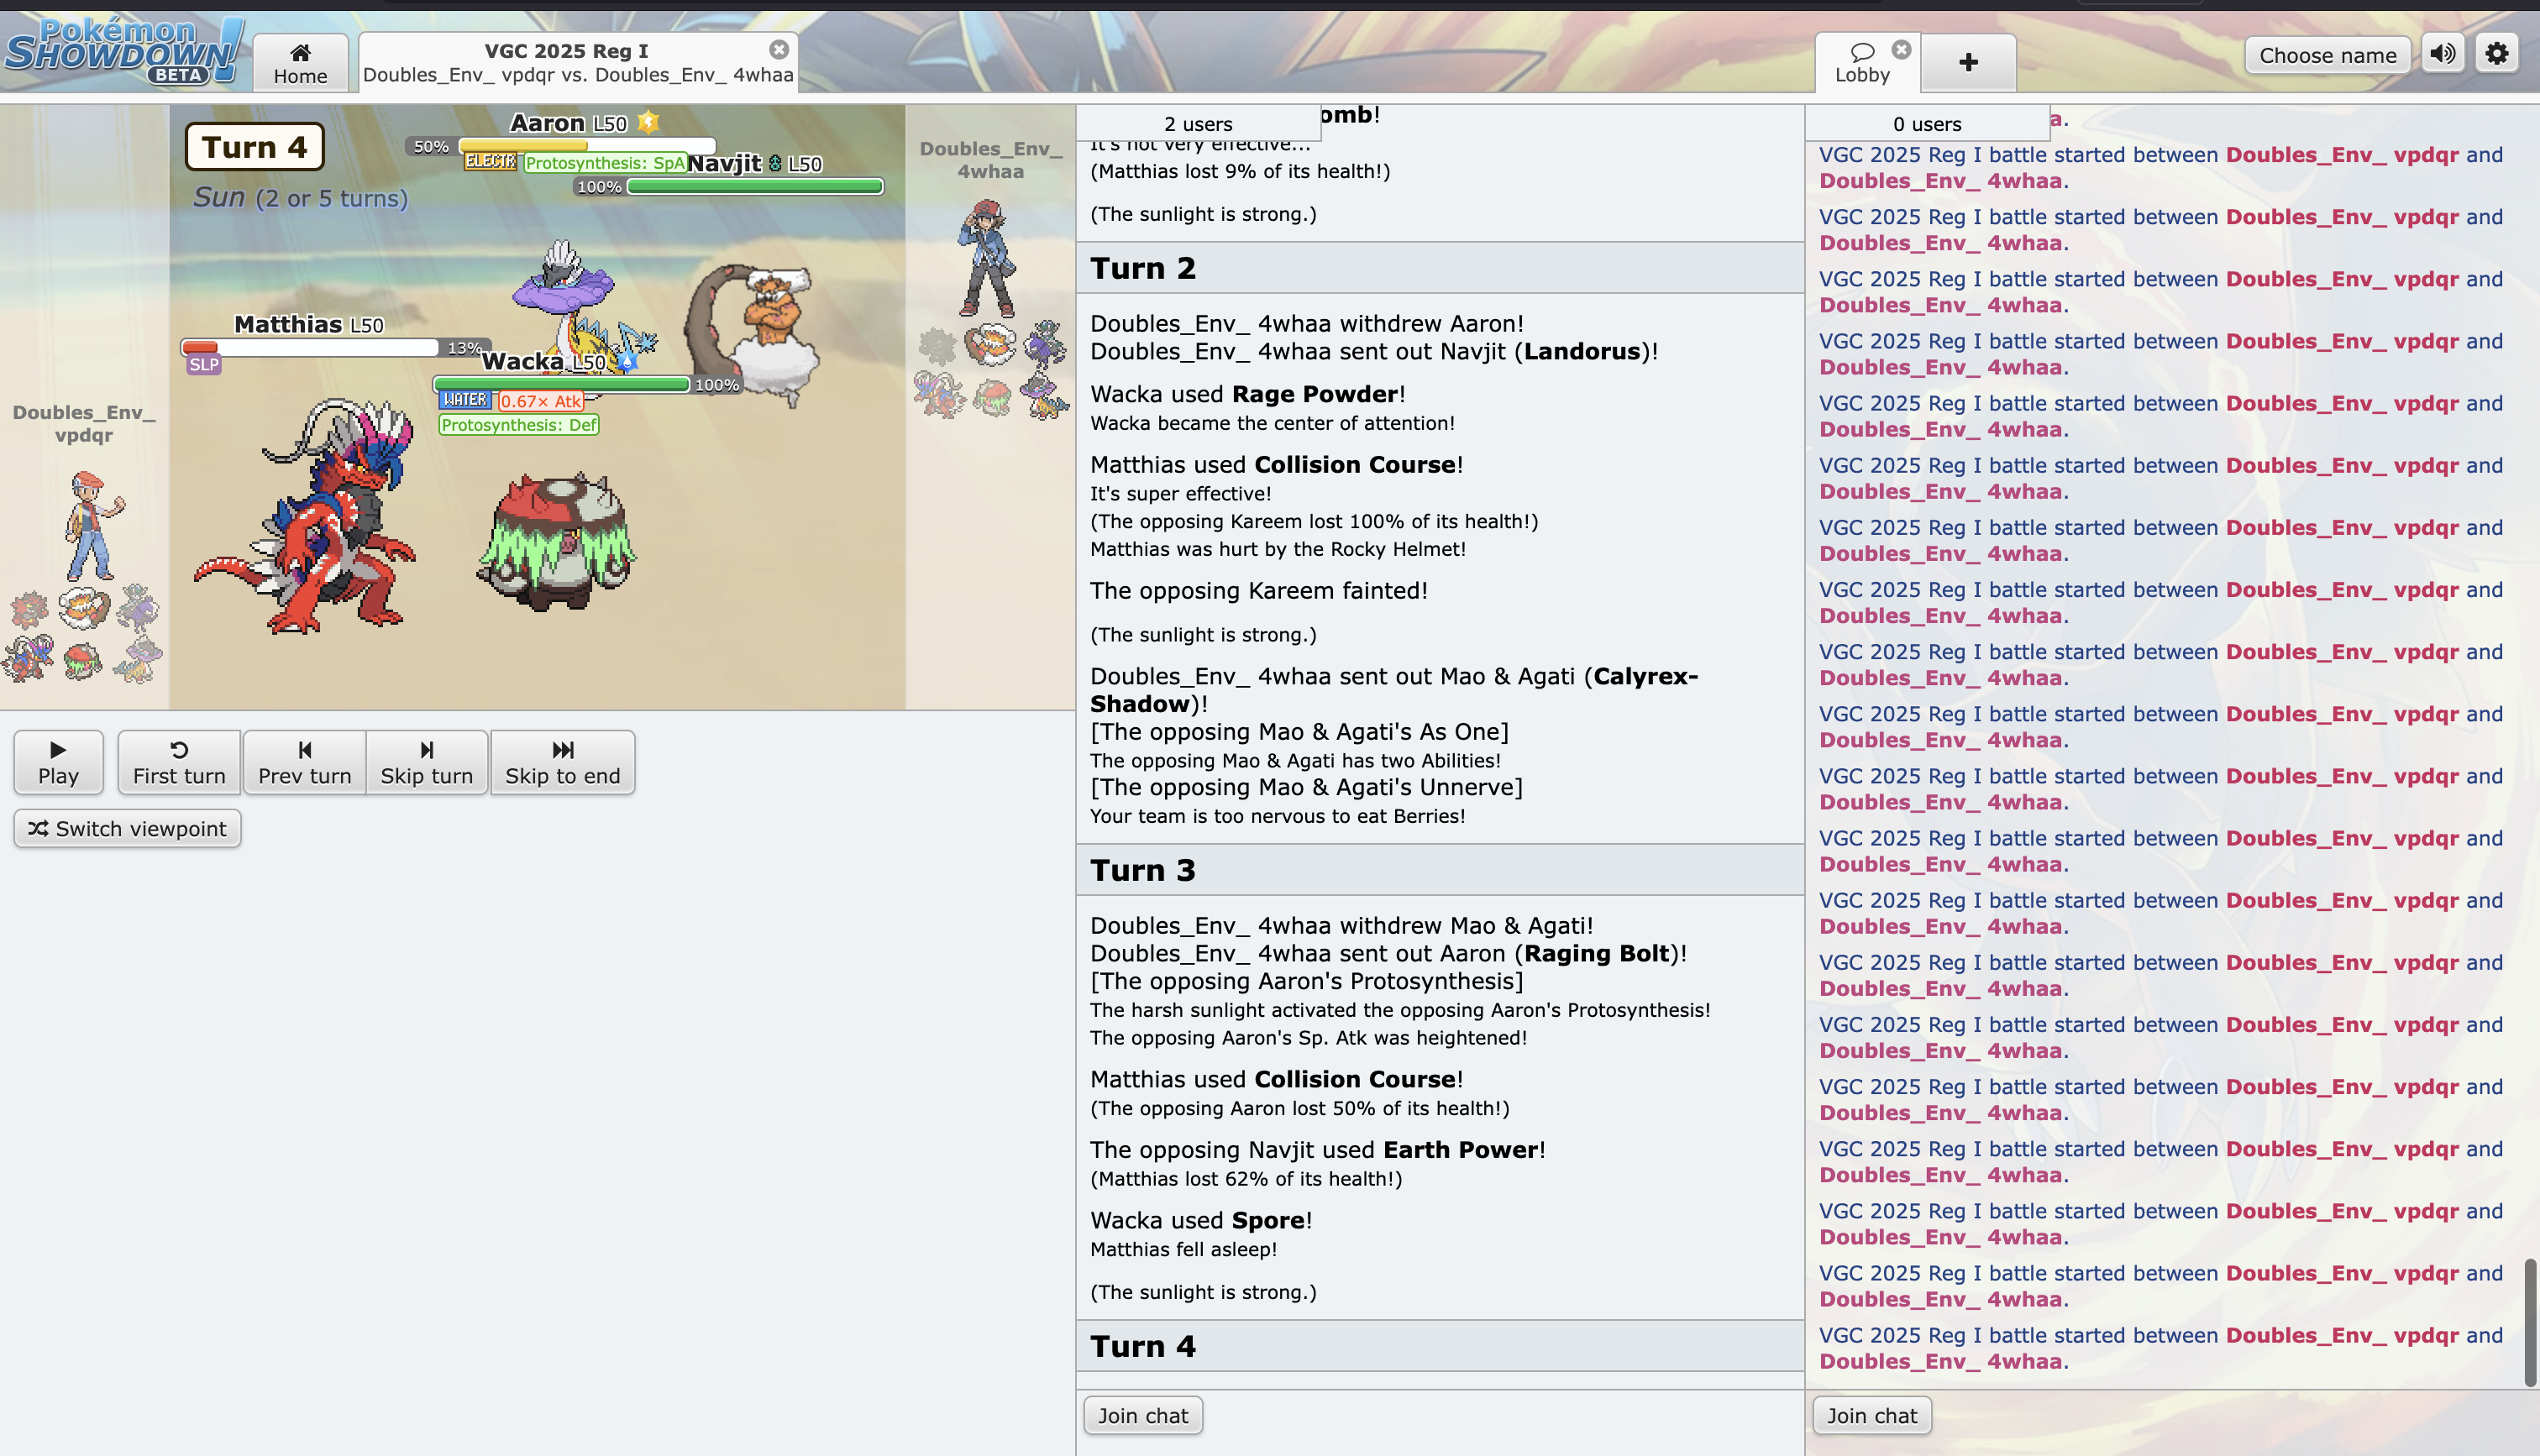 Pokémon
SHOWDOWN!
BETA
Home
VGC 2025 Reg I
Doubles_Env_ vpdqr vs. Doubles_Env_ 4whaa
Lobby
Choose name
Turn 4
Sun (2 or 5 turns)
Aaron L50
50%
ELECTR
Protosynthesis: SpA
Navjit L50
100%
Matthias L50
13%
SLP
Wacka L50
100%
WATER
0.67× Atk
Protosynthesis: Def
Doubles_Env_
vpdqr
Doubles_Env_
4whaa
Play
First turn
Prev turn
Skip turn
Skip to end
Switch viewpoint
2 users
omb!
It's not very effective...
(Matthias lost 9% of its health!)
(The sunlight is strong.)
Turn 2
Doubles_Env_ 4whaa withdrew Aaron!
Doubles_Env_ 4whaa sent out Navjit (Landorus)!
Wacka used Rage Powder!
Wacka became the center of attention!
Matthias used Collision Course!
It's super effective!
(The opposing Kareem lost 100% of its health!)
Matthias was hurt by the Rocky Helmet!
The opposing Kareem fainted!
(The sunlight is strong.)
Doubles_Env_ 4whaa sent out Mao & Agati (Calyrex-
Shadow)!
[The opposing Mao & Agati's As One]
The opposing Mao & Agati has two Abilities!
[The opposing Mao & Agati's Unnerve]
Your team is too nervous to eat Berries!
Turn 3
Doubles_Env_ 4whaa withdrew Mao & Agati!
Doubles_Env_ 4whaa sent out Aaron (Raging Bolt)!
[The opposing Aaron's Protosynthesis]
The harsh sunlight activated the opposing Aaron's Protosynthesis!
The opposing Aaron's Sp. Atk was heightened!
Matthias used Collision Course!
(The opposing Aaron lost 50% of its health!)
The opposing Navjit used Earth Power!
(Matthias lost 62% of its health!)
Wacka used Spore!
Matthias fell asleep!
(The sunlight is strong.)
Turn 4
Join chat
0 users
a.
VGC 2025 Reg I battle started between Doubles_Env_ vpdqr and
Doubles_Env_ 4whaa.
VGC 2025 Reg I battle started between Doubles_Env_ vpdqr and
Doubles_Env_ 4whaa.
VGC 2025 Reg I battle started between Doubles_Env_ vpdqr and
Doubles_Env_ 4whaa.
VGC 2025 Reg I battle started between Doubles_Env_ vpdqr and
Doubles_Env_ 4whaa.
VGC 2025 Reg I battle started between Doubles_Env_ vpdqr and
Doubles_Env_ 4whaa.
VGC 2025 Reg I battle started between Doubles_Env_ vpdqr and
Doubles_Env_ 4whaa.
VGC 2025 Reg I battle started between Doubles_Env_ vpdqr and
Doubles_Env_ 4whaa.
VGC 2025 Reg I battle started between Doubles_Env_ vpdqr and
Doubles_Env_ 4whaa.
VGC 2025 Reg I battle started between Doubles_Env_ vpdqr and
Doubles_Env_ 4whaa.
VGC 2025 Reg I battle started between Doubles_Env_ vpdqr and
Doubles_Env_ 4whaa.
VGC 2025 Reg I battle started between Doubles_Env_ vpdqr and
Doubles_Env_ 4whaa.
VGC 2025 Reg I battle started between Doubles_Env_ vpdqr and
Doubles_Env_ 4whaa.
VGC 2025 Reg I battle started between Doubles_Env_ vpdqr and
Doubles_Env_ 4whaa.
VGC 2025 Reg I battle started between Doubles_Env_ vpdqr and
Doubles_Env_ 4whaa.
VGC 2025 Reg I battle started between Doubles_Env_ vpdqr and
Doubles_Env_ 4whaa.
VGC 2025 Reg I battle started between Doubles_Env_ vpdqr and
Doubles_Env_ 4whaa.
VGC 2025 Reg I battle started between Doubles_Env_ vpdqr and
Doubles_Env_ 4whaa.
VGC 2025 Reg I battle started between Doubles_Env_ vpdqr and
Doubles_Env_ 4whaa.
VGC 2025 Reg I battle started between Doubles_Env_ vpdqr and
Doubles_Env_ 4whaa.
VGC 2025 Reg I battle started between Doubles_Env_ vpdqr and
Doubles_Env_ 4whaa.
Join chat